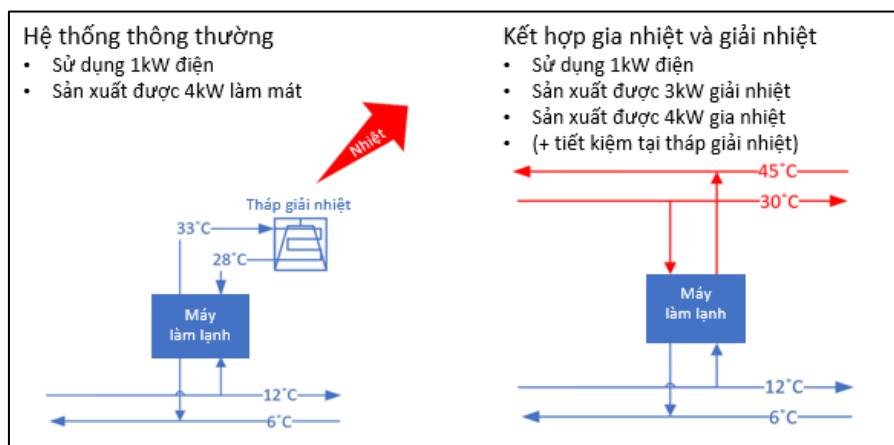 Hệ thống thông thường
• Sử dụng 1kW điện
• Sản xuất được 4kW làm mát
Nhiệt
Tháp giải nhiệt
33°C
28°C
Máy
làm lạnh
12°C
6°C
Kết hợp gia nhiệt và giải nhiệt
• Sử dụng 1kW điện
• Sản xuất được 3kW giải nhiệt
• Sản xuất được 4kW gia nhiệt
• (+ tiết kiệm tại tháp giải nhiệt)
45°C
30°C
Máy
làm lạnh
12°C
6°C